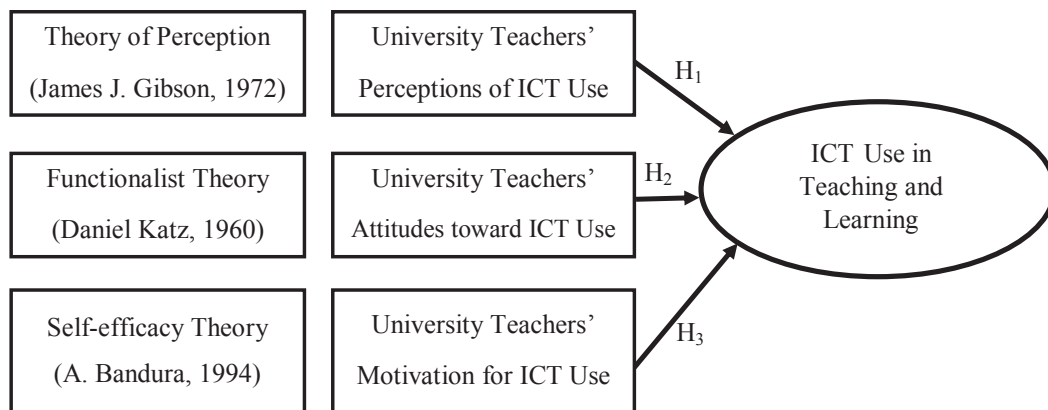 Theory of Perception
(James J. Gibson, 1972)
University Teachers’
Perceptions of ICT Use
H1
Functionalist Theory
(Daniel Katz, 1960)
University Teachers’
Attitudes toward ICT Use
H2
ICT Use in
Teaching and
Learning
Self-efficacy Theory
(A. Bandura, 1994)
University Teachers’
Motivation for ICT Use
H3